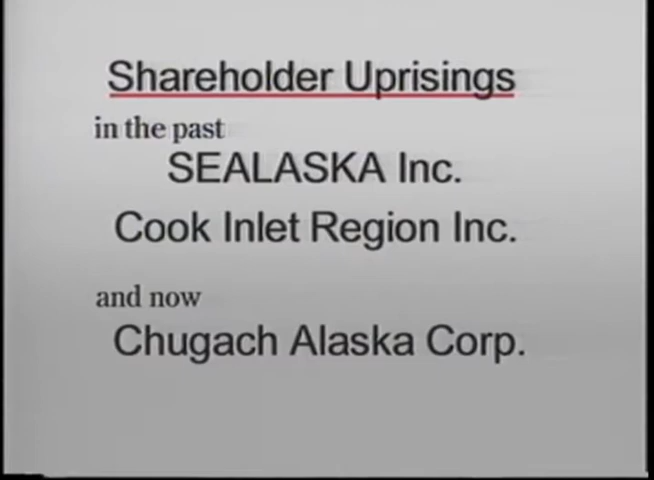 Shareholder Uprisings
in the past
SEALASKA Inc.
Cook Inlet Region Inc.
and now
Chugach Alaska Corp.